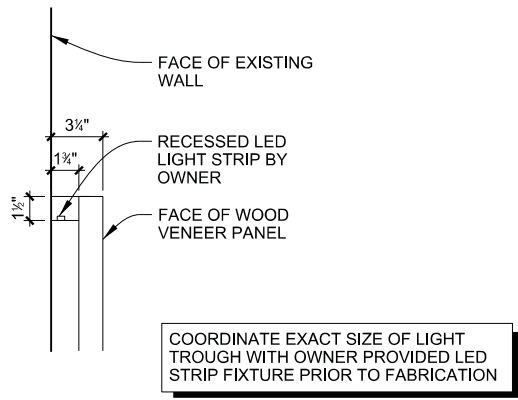 FACE OF EXISTING
WALL
3¼"
1¾"
RECESSED LED
LIGHT STRIP BY
OWNER
1½"
FACE OF WOOD
VENEER PANEL
COORDINATE EXACT SIZE OF LIGHT
TROUGH WITH OWNER PROVIDED LED
STRIP FIXTURE PRIOR TO FABRICATION